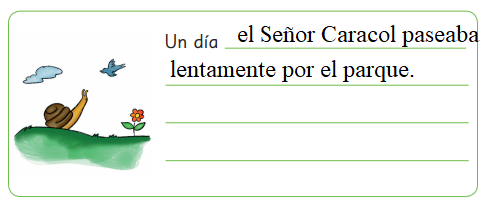 Un día el Señor Caracol paseaba
lentamente por el parque.